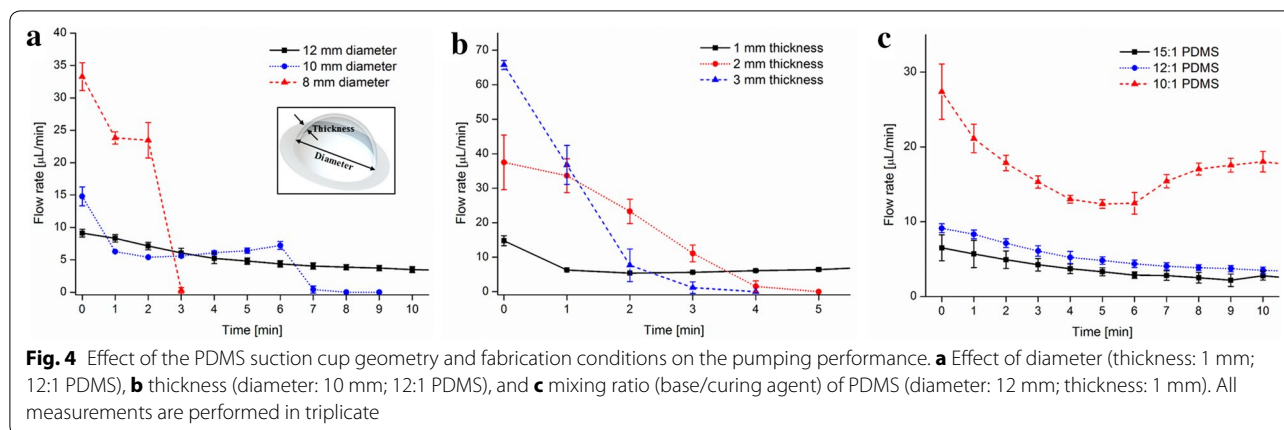 a
40
35
30
25
20
15
10
5
0
Flow rate [μL/min]
0 1 2 3 4 5 6 7 8 9 10
Time [min]
12 mm diameter
10 mm diameter
8 mm diameter
Thickness
Diameter
b
70
60
50
40
30
20
10
0
Flow rate [μL/min]
0 1 2 3 4 5
Time [min]
1 mm thickness
2 mm thickness
3 mm thickness
c
30
20
10
0
Flow rate [μL/min]
0 1 2 3 4 5 6 7 8 9 10
Time [min]
15:1 PDMS
12:1 PDMS
10:1 PDMS
Fig. 4 Effect of the PDMS suction cup geometry and fabrication conditions on the pumping performance. a Effect of diameter (thickness: 1 mm;
12:1 PDMS), b thickness (diameter: 10 mm; 12:1 PDMS), and c mixing ratio (base/curing agent) of PDMS (diameter: 12 mm; thickness: 1 mm). All
measurements are performed in triplicate